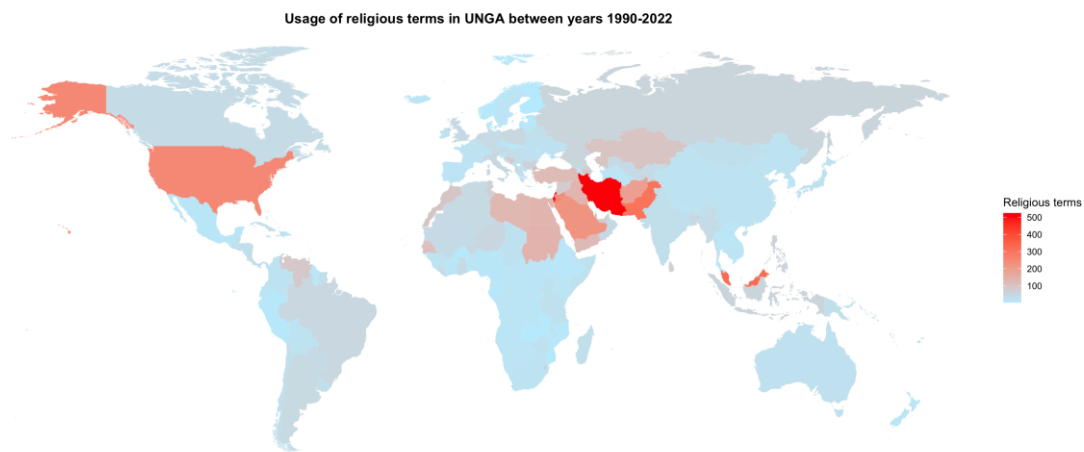 Usage of religious terms in UNGA between years 1990-2022
Religious terms
500
400
300
200
100